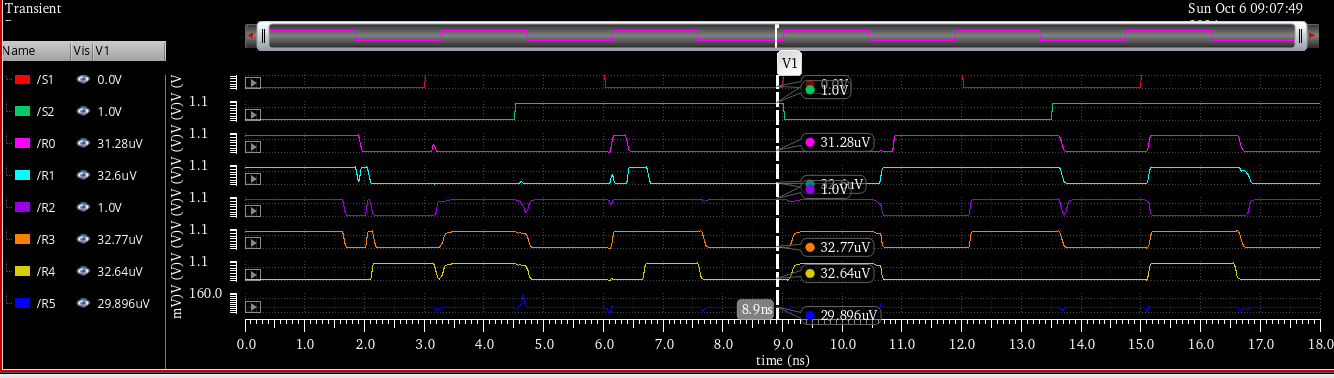 Transient
Sun Oct 6 09:07:49
V1
Name Vis V1
/S1 0.0V
/S2 1.0V
/R0 31.28uV
/R1 32.6uV
/R2 1.0V
/R3 32.77uV
/R4 32.64uV
/R5 29.896uV
1.1
1.1
1.1
1.1
1.1
1.1
160.0
1.0V
31.28uV
1.0V
32.77uV
32.64uV
29.896uV
8.9ns
0.0 1.0 2.0 3.0 4.0 5.0 6.0 7.0 8.0 9.0 10.0 11.0 12.0 13.0 14.0 15.0 16.0 17.0 18.0
time (ns)